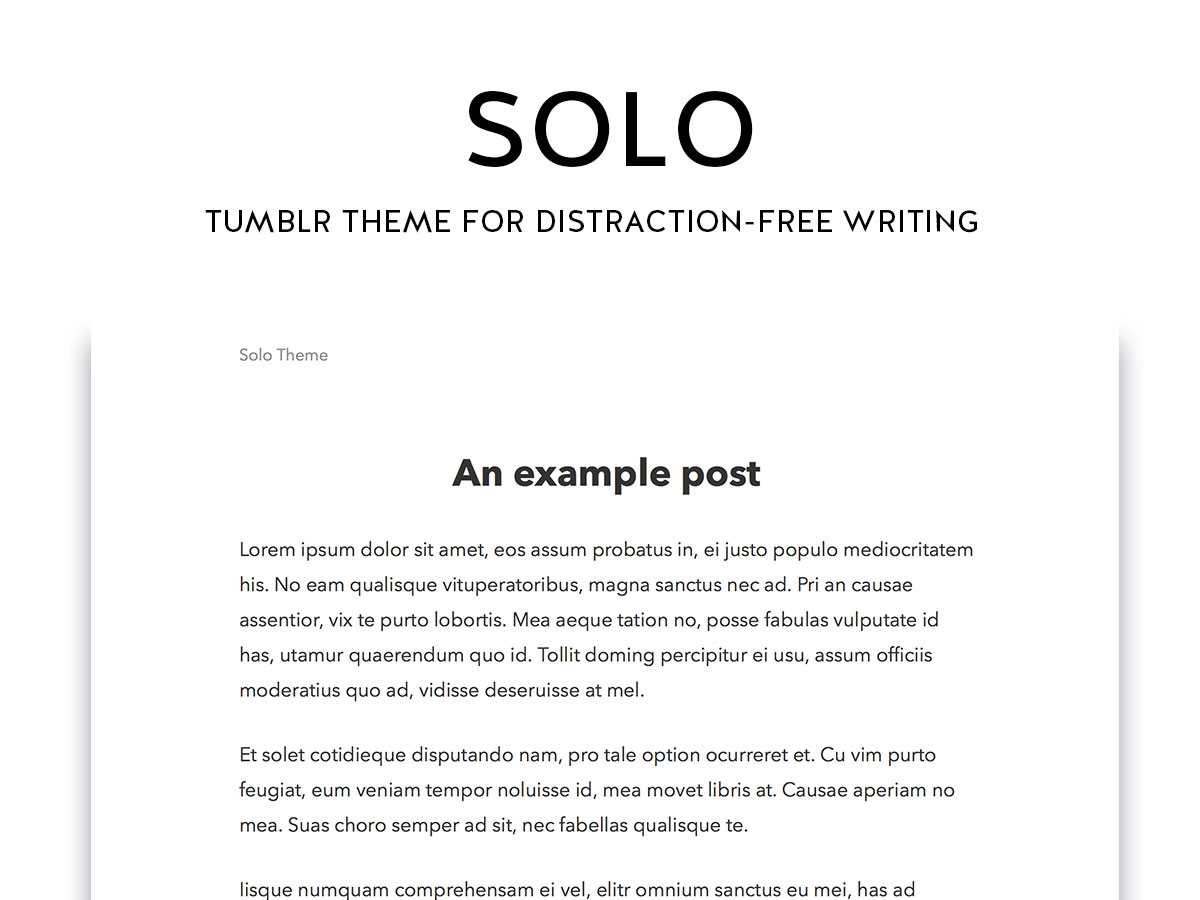 SOLO
TUMBLR THEME FOR DISTRACTION-FREE WRITING
Solo Theme
An example post
Lorem ipsum dolor sit amet, eos assum probatus in, ei justo populo mediocritatem
his. No eam qualisque vituperatoribus, magna sanctus nec ad. Pri an causae
assentior, vix te purto lobortis. Mea aeque tation no, posse fabulas vulputate id
has, utamur quaerendum quo id. Tollit doming percipitur ei usu, assum officiis
moderatius quo ad, vidisse deseruisse at mel.
Et solet cotidieque disputando nam, pro tale option ocurreret et. Cu vim purto
feugiat, eum veniam tempor noluisse id, mea movet libris at. Causae aperiam no
mea. Suas choro semper ad sit, nec fabellas qualisque te.
Iisque numquam comprehensam ei vel, elitr omnium sanctus eu mei, has ad